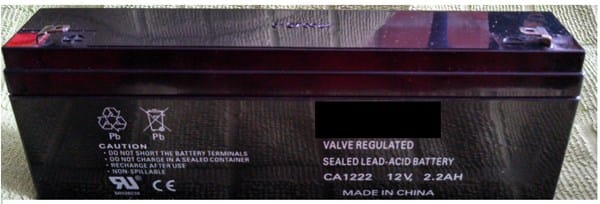 Pb Pb
CAUTION
• DO NOT SHORT THE BATTERY TERMINALS
• DO NOT CHARGE IN A SEALED CONTAINER
• RECHARGE AFTER USE
• NON-SPILLABLE
VALVE REGULATED
SEALED LEAD-ACID BATTERY
CA1222 12V, 2.2AH
MADE IN CHINA